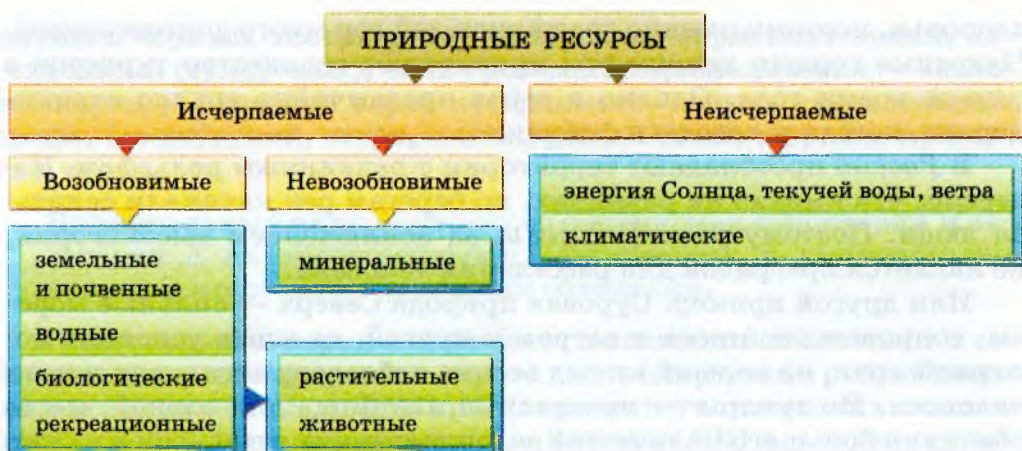 ПРИРОДНЫЕ РЕСУРСЫ
Исчерпаемые
Неисчерпаемые
Возобновимые
Невозобновимые
энергия Солнца, текучей воды, ветра
климатические
земельные
и почвенные
водные
биологические
рекреационные
минеральные
растительные
животные